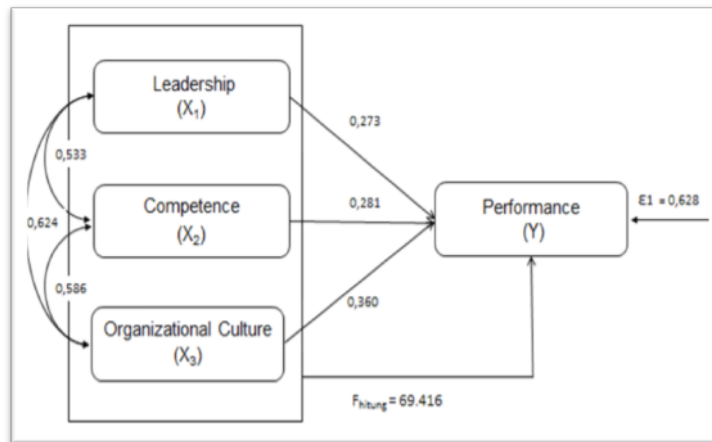 Leadership
(X₁)
0,273
0,533
Competence
(X₂)
0,281
Performance
(Y)
ε1 = 0,628
0,624
0,586
0,360
Organizational Culture
(X₃)
Fhitung = 69.416